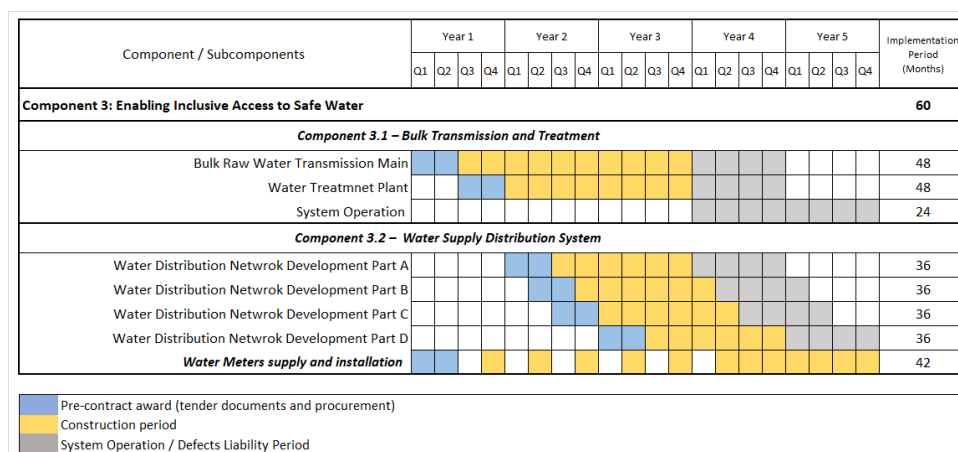 Component / Subcomponents
Year 1 Year 2 Year 3 Year 4 Year 5
Implementation
Period
(Months)
Q1 Q2 Q3 Q4 Q1 Q2 Q3 Q4 Q1 Q2 Q3 Q4 Q1 Q2 Q3 Q4 Q1 Q2 Q3 Q4
Component 3: Enabling Inclusive Access to Safe Water 60
Component 3.1 – Bulk Transmission and Treatment
Bulk Raw Water Transmission Main 48
Water Treatmnet Plant 48
System Operation 24
Component 3.2 – Water Supply Distribution System
Water Distribution Netwrok Development Part A 36
Water Distribution Netwrok Development Part B 36
Water Distribution Netwrok Development Part C 36
Water Distribution Netwrok Development Part D 36
Water Meters supply and installation 42
Pre-contract award (tender documents and procurement)
Construction period
System Operation / Defects Liability Period